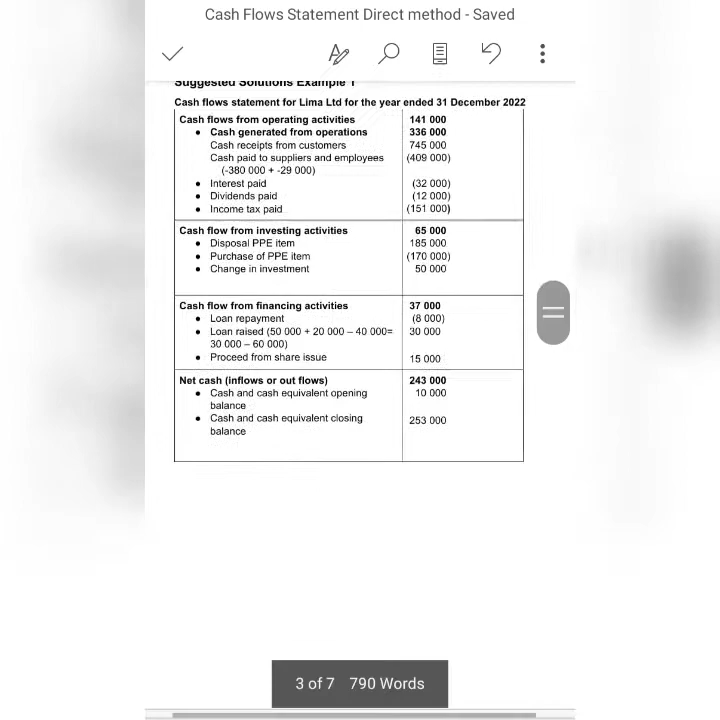 Cash Flows Statement Direct method - Saved
Suggested Solutions Example 1
Cash flows statement for Lima Ltd for the year ended 31 December 2022
Cash flows from operating activities 141 000
• Cash generated from operations 336 000
Cash receipts from customers 745 000
Cash paid to suppliers and employees (409 000)
(-380 000 + -29 000)
• Interest paid (32 000)
• Dividends paid (12 000)
• Income tax paid (151 000)
Cash flow from investing activities 65 000
• Disposal PPE item 185 000
• Purchase of PPE item (170 000)
• Change in investment 50 000
Cash flow from financing activities 37 000
• Loan repayment (8 000)
• Loan raised (50 000 + 20 000 – 40 000= 30 000
30 000 – 60 000)
• Proceed from share issue 15 000
Net cash (inflows or out flows) 243 000
• Cash and cash equivalent opening 10 000
balance
• Cash and cash equivalent closing 253 000
balance
3 of 7 790 Words